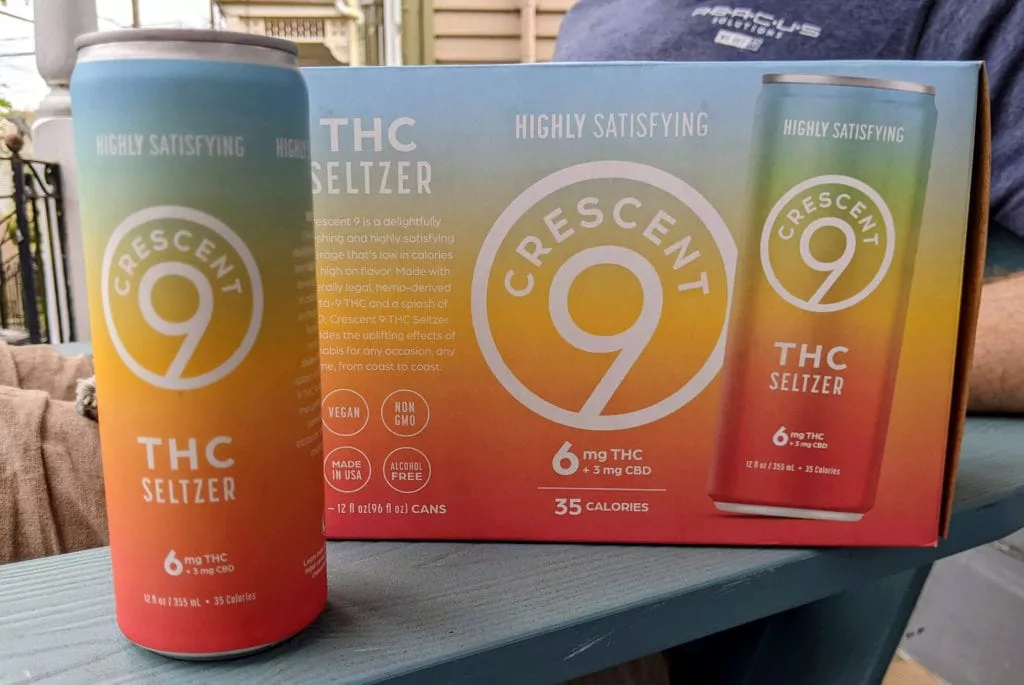 HIGHLY SATISFYING
HIGHLY
CRESCENT
9
THC
SELTZER
6 mg THC
+ 3 mg CBD
12 fl oz / 355 mL • 35 Calories
THC
SELTZER
escent 9 is a delightfully
shing and highly satisfying
erage that's low in calories
high on flavor. Made with
erally legal, hemp-derived
ta-9 THC and a splash of
D, Crescent 9 THC Seltzer
ides the uplifting effects of
abis for any occasion, any
me, from coast to coast.
VEGAN
NON
GMO
MADE
IN USA
ALCOHOL
FREE
– 12 fl oz(96 fl oz) CANS
HIGHLY SATISFYING
CRESCENT
9
6 mg THC
+ 3 mg CBD
35 CALORIES
HIGHLY SATISFYING
CRESCENT
9
THC
SELTZER
6 mg THC
+ 3 mg CBD
12 fl oz / 355 mL • 35 Calories
ABACUS
SOLUTIONS